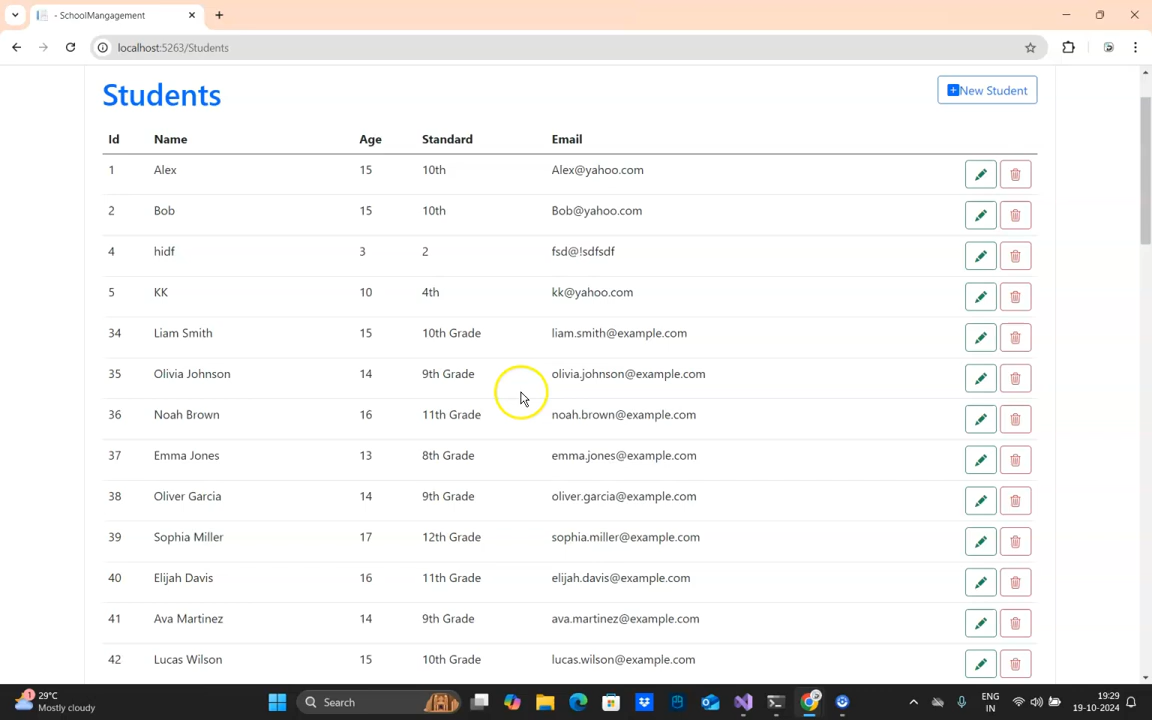 - SchoolMangagement
localhost:5263/Students
Students
New Student
Id Name Age Standard Email
1 Alex 15 10th Alex@yahoo.com
2 Bob 15 10th Bob@yahoo.com
4 hidf 3 2 fsd@!sdfsdf
5 KK 10 4th kk@yahoo.com
34 Liam Smith 15 10th Grade liam.smith@example.com
35 Olivia Johnson 14 9th Grade olivia.johnson@example.com
36 Noah Brown 16 11th Grade noah.brown@example.com
37 Emma Jones 13 8th Grade emma.jones@example.com
38 Oliver Garcia 14 9th Grade oliver.garcia@example.com
39 Sophia Miller 17 12th Grade sophia.miller@example.com
40 Elijah Davis 16 11th Grade elijah.davis@example.com
41 Ava Martinez 14 9th Grade ava.martinez@example.com
42 Lucas Wilson 15 10th Grade lucas.wilson@example.com
1 29°C
Mostly cloudy
Search
ENG
IN
19:29
19-10-2024